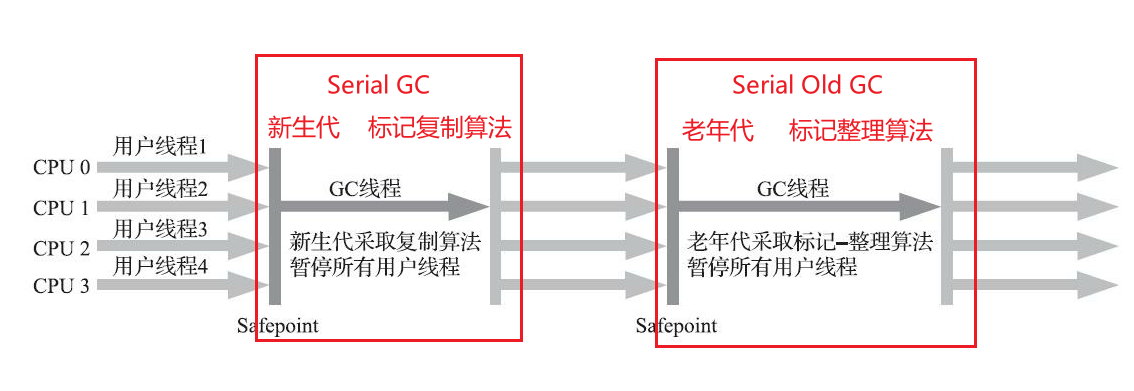 Serial GC
Serial Old GC
新生代 标记复制算法
老年代 标记整理算法
用户线程1
CPU 0
用户线程2
CPU 1
用户线程3
CPU 2
用户线程4
CPU 3
GC线程
新生代采取复制算法
暂停所有用户线程
Safepoint
GC线程
老年代采取标记-整理算法
暂停所有用户线程
Safepoint